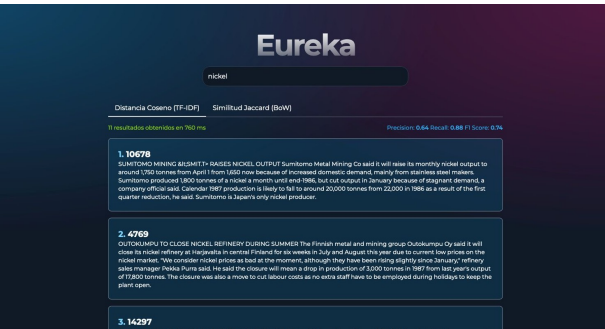 Eureka
nickel
Distancia Coseno (TF-IDF) Similitud Jaccard (BoW)
11 resultados obtenidos en 760 ms Precision: 0.64 Recall: 0.88 F1 Score: 0.74
1. 10678
SUMITOMO MINING &lt;SMIT.T> RAISES NICKEL OUTPUT Sumitomo Metal Mining Co said it will raise its monthly nickel output to
around 1,750 tonnes from April 1 from 1,650 now because of increased domestic demand, mainly from stainless steel makers.
Sumitomo produced 1,800 tonnes of a nickel a month until end-1986, but cut output in January because of stagnant demand, a
company official said. Calendar 1987 production is likely to fall to around 20,000 tonnes from 22,000 in 1986 as a result of the first
quarter reduction, he said. Sumitomo is Japan's only nickel producer.
2. 4769
OUTOKUMPU TO CLOSE NICKEL REFINERY DURING SUMMER The Finnish metal and mining group Outokumpu Oy said it will
close its nickel refinery at Harjavalta in central Finland for six weeks in July and August this year due to current low prices on the
nickel market. "We consider nickel prices as bad at the moment, although they have been rising slightly since January," refinery
sales manager Pekka Purra said. He said the closure will mean a drop in production of 3,000 tonnes in 1987 from last year's output
of 17,800 tonnes. The closure was also a move to cut labour costs as no extra staff have to be employed during holidays to keep the
plant open.
3. 14297